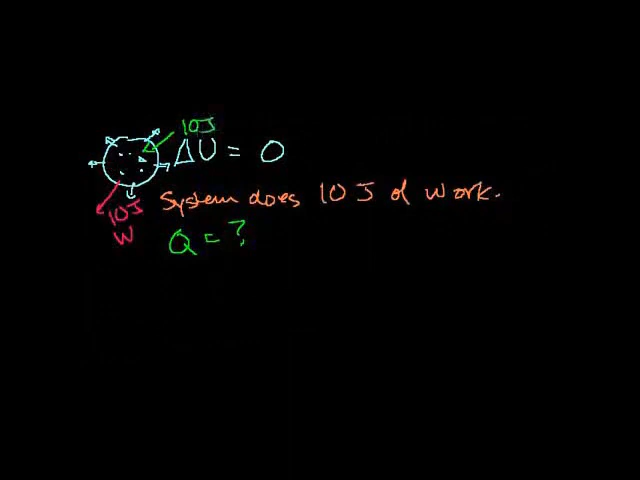 10J
ΔU = 0
System does 10 J of work.
10J
W
Q = ?